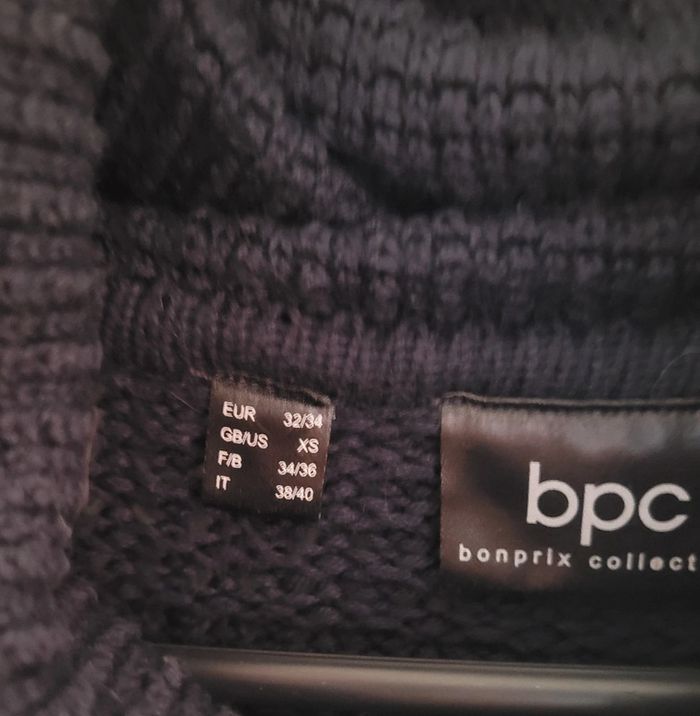 EUR 32/34
GB/US XS
F/B 34/36
IT 38/40
bpc
bonprix collect